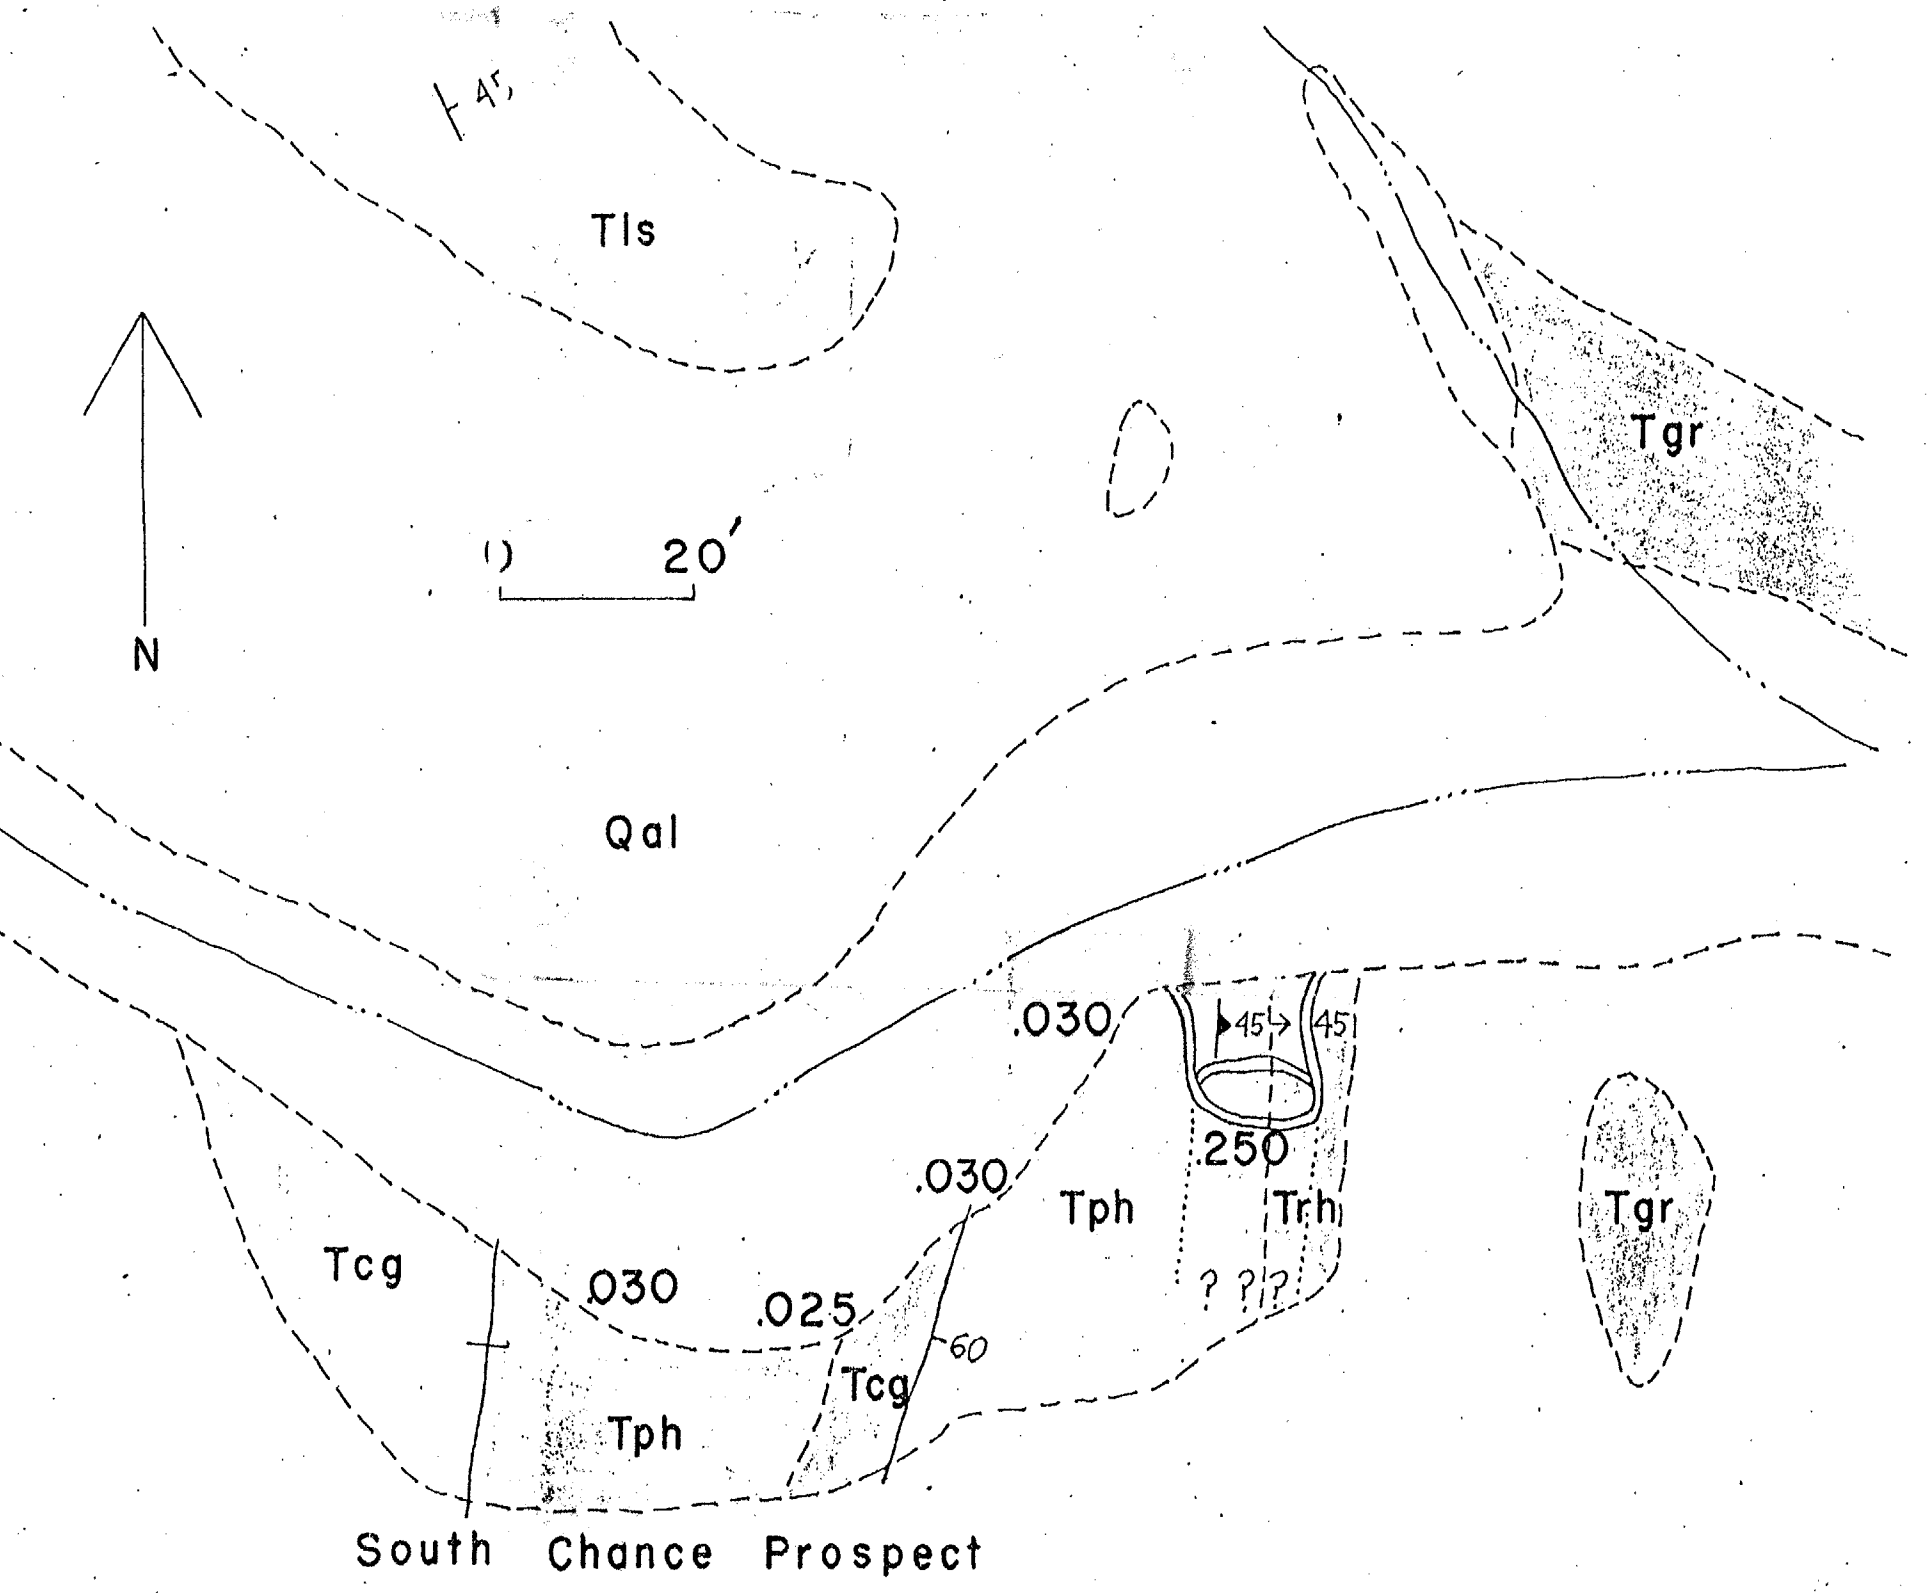 45
Tls
Tgr
0 20'
N
Qal
.030
45 45
.250
.030
Tph Trh
Tgr
Tcg
.030
.025
? ? ?
60
Tcg
Tph
South Chance Prospect